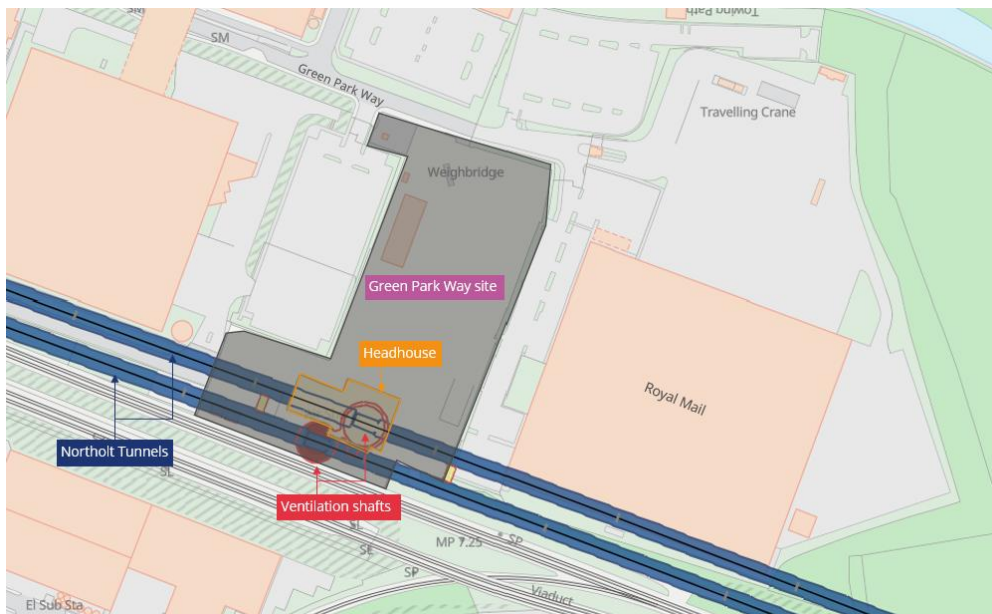 Towing Path
SM
SM
Green Park Way
Travelling Crane
Weighbridge
Green Park Way site
Headhouse
Royal Mail
Northolt Tunnels
SL
Ventilation shafts
SL
MP 7.25
SP
SL
SP
Viaduct
El Sub Sta